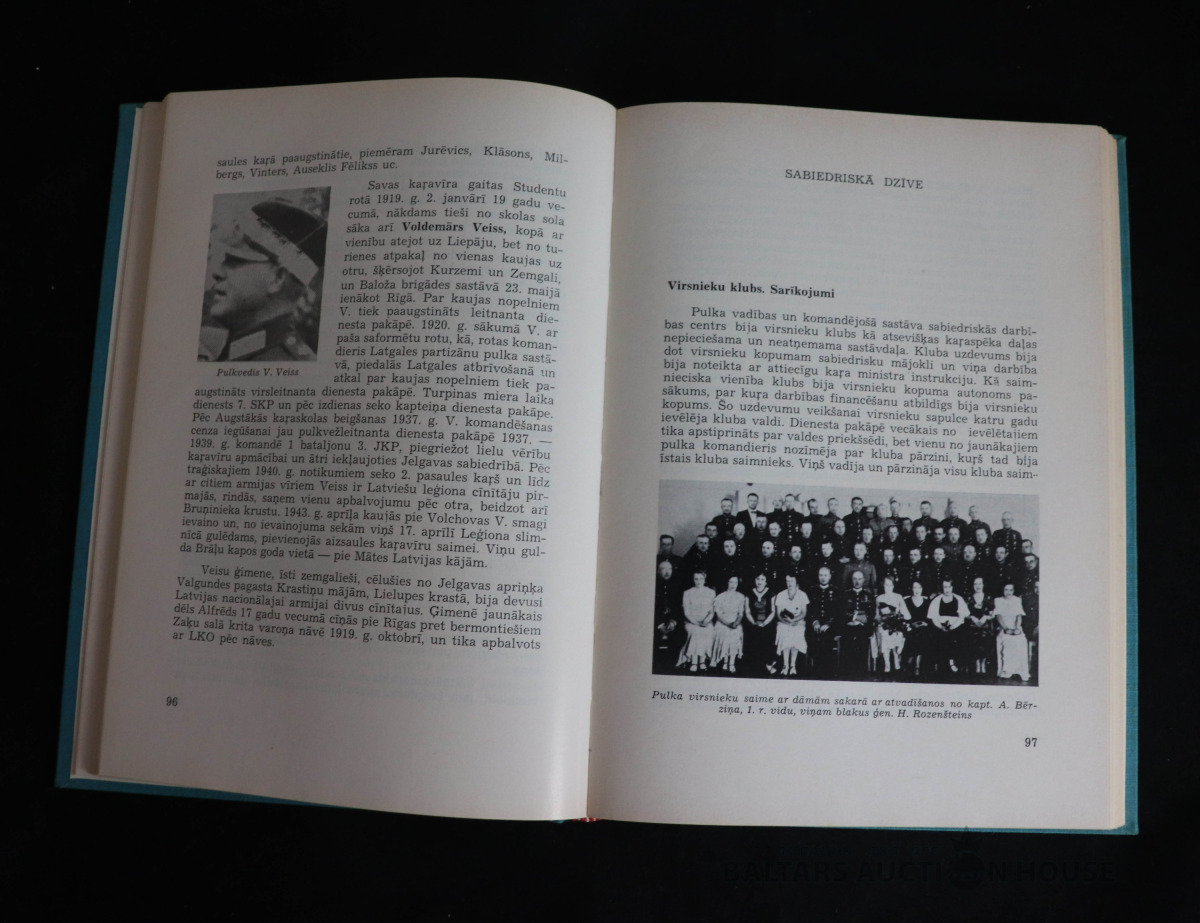 saules kaŗā paaugstinātie, piemēram Jurēvics, Klāsons, Mil-
bergs, Vinters, Auseklis Fēlikss uc.
Savas kaŗavīra gaitas Studentu
rotā 1919. g. 2. janvārī 19 gadu ve-
cumā, nākdams tieši no skolas sola
sāka arī Voldemārs Veiss, kopā ar
vienību atejot uz Liepāju, bet no tu-
rienes atpakaļ no vienas kaujas uz
otru, šķērsojot Kurzemi un Zemgali,
un Baloža brigādes sastāvā 23. maijā
ienākot Rīgā. Par kaujas nopelniem
V. tiek paaugstināts leitnanta die-
nesta pakāpē. 1920. g. sākumā V. ar
paša saformētu rotu, kā, rotas koman-
dieris Latgales partizānu pulka sastā-
vā, piedalās Latgales atbrīvošanā un
atkal par kaujas nopelniem tiek pa-
Pulkvedis V. Veiss
augstināts virsleitnanta dienesta pakāpē. Turpinas miera laika
dienests 7. SKP un pēc izdienas seko kapteiņa dienesta pakāpe.
Pēc Augstākās kaŗaskolas beigšanas 1937. g. V. komandēšanas
cenza iegūšanai jau pulkvežleitnanta dienesta pakāpē 1937. —
1939. g. komandē 1 bataljonu 3. JKP, piegriežot lielu vērību
kaŗavīru apmācībai un ātri iekļaujoties Jelgavas sabiedrībā. Pēc
traģiskajiem 1940. g. notikumiem seko 2. pasaules kaŗš un līdz
ar citiem armijas vīriem Veiss ir Latviešu leģiona cīnītāju pir-
majās, rindās, saņem vienu apbalvojumu pēc otra, beidzot arī
Bruņinieka krustu. 1943. g. aprīļa kaujās pie Volchovas V. smagi
ievaino un, no ievainojuma sekām viņš 17. aprīlī Leģiona slim-
nīcā gulēdams, pievienojās aizsaules kaŗavīru saimei. Viņu gul-
da Brāļu kapos goda vietā — pie Mātes Latvijas kājām.
Veisu ģimene, īsti zemgalieši, cēlušies no Jelgavas apriņķa
Valgundes pagasta Krastiņu mājām, Lielupes krastā, bija devusi
Latvijas nacionālajai armijai divus cīnītajus. Ģimenē jaunākais
dēls Alfrēds 17 gadu vecumā cīņās pie Rīgas pret bermontiešiem
Zaķu salā krita varoņa nāvē 1919. g. oktobrī, un tika apbalvots
ar LKO pēc nāves.
96
SABIEDRISKĀ DZĪVE
Virsnieku klubs. Sarīkojumi
Pulka vadības un komandējošā sastāva sabiedriskās darbī-
bas centrs bija virsnieku klubs kā atsevišķas kaŗaspēka daļas
nepieciešama un neatņemama sastāvdaļa. Kluba uzdevums bija
dot virsnieku kopumam sabiedrisku mājokli un viņa darbība
bija noteikta ar attiecīgu kaŗa ministra instrukciju. Kā saim-
nieciska vienība klubs bija virsnieku kopuma autonoms pa-
sākums, par kuŗa darbības financēšanu atbildīgs bija virsnieku
kopums. Šo uzdevumu veikšanai virsnieku sapulce katru gadu
ievēlēja kluba valdi. Dienesta pakāpē vecākais no ievēlētajiem
tika apstiprināts par valdes priekšsēdi, bet vienu no jaunākajiem
pulka komandieris nozīmēja par kluba pārzini, kuŗš tad bija
īstais kluba saimnieks. Viņš vadīja un pārzināja visu kluba saim-
Pulka virsnieku saime ar dāmām sakarā ar atvadīšanos no kapt. A. Bēr-
ziņa, 1. r. vidu, viņam blakus ģen. H. Rozenšteins
97
BALTARS AUCTION HOUSE